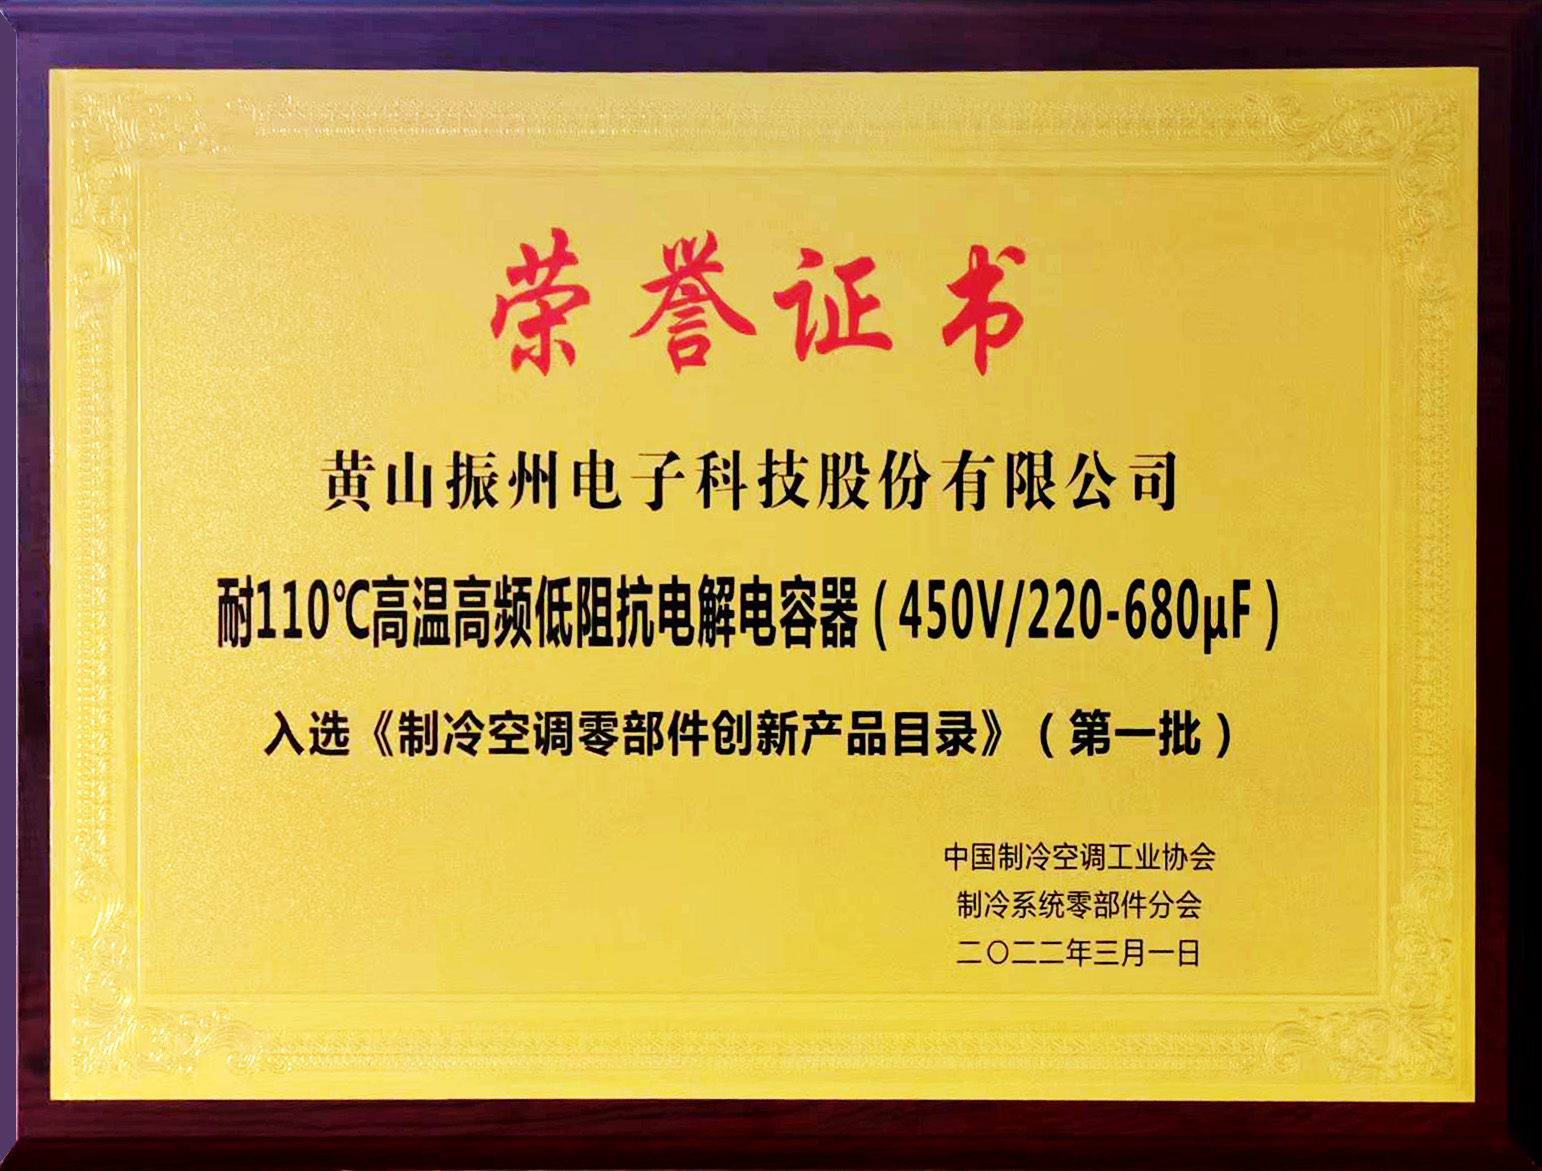 荣誉证书
黄山振州电子科技股份有限公司
耐110℃高温高频低阻抗电解电容器(450V/220-680μF)
入选《制冷空调零部件创新产品目录》(第一批)
中国制冷空调工业协会
制冷系统零部件分会
二〇二二年三月一日